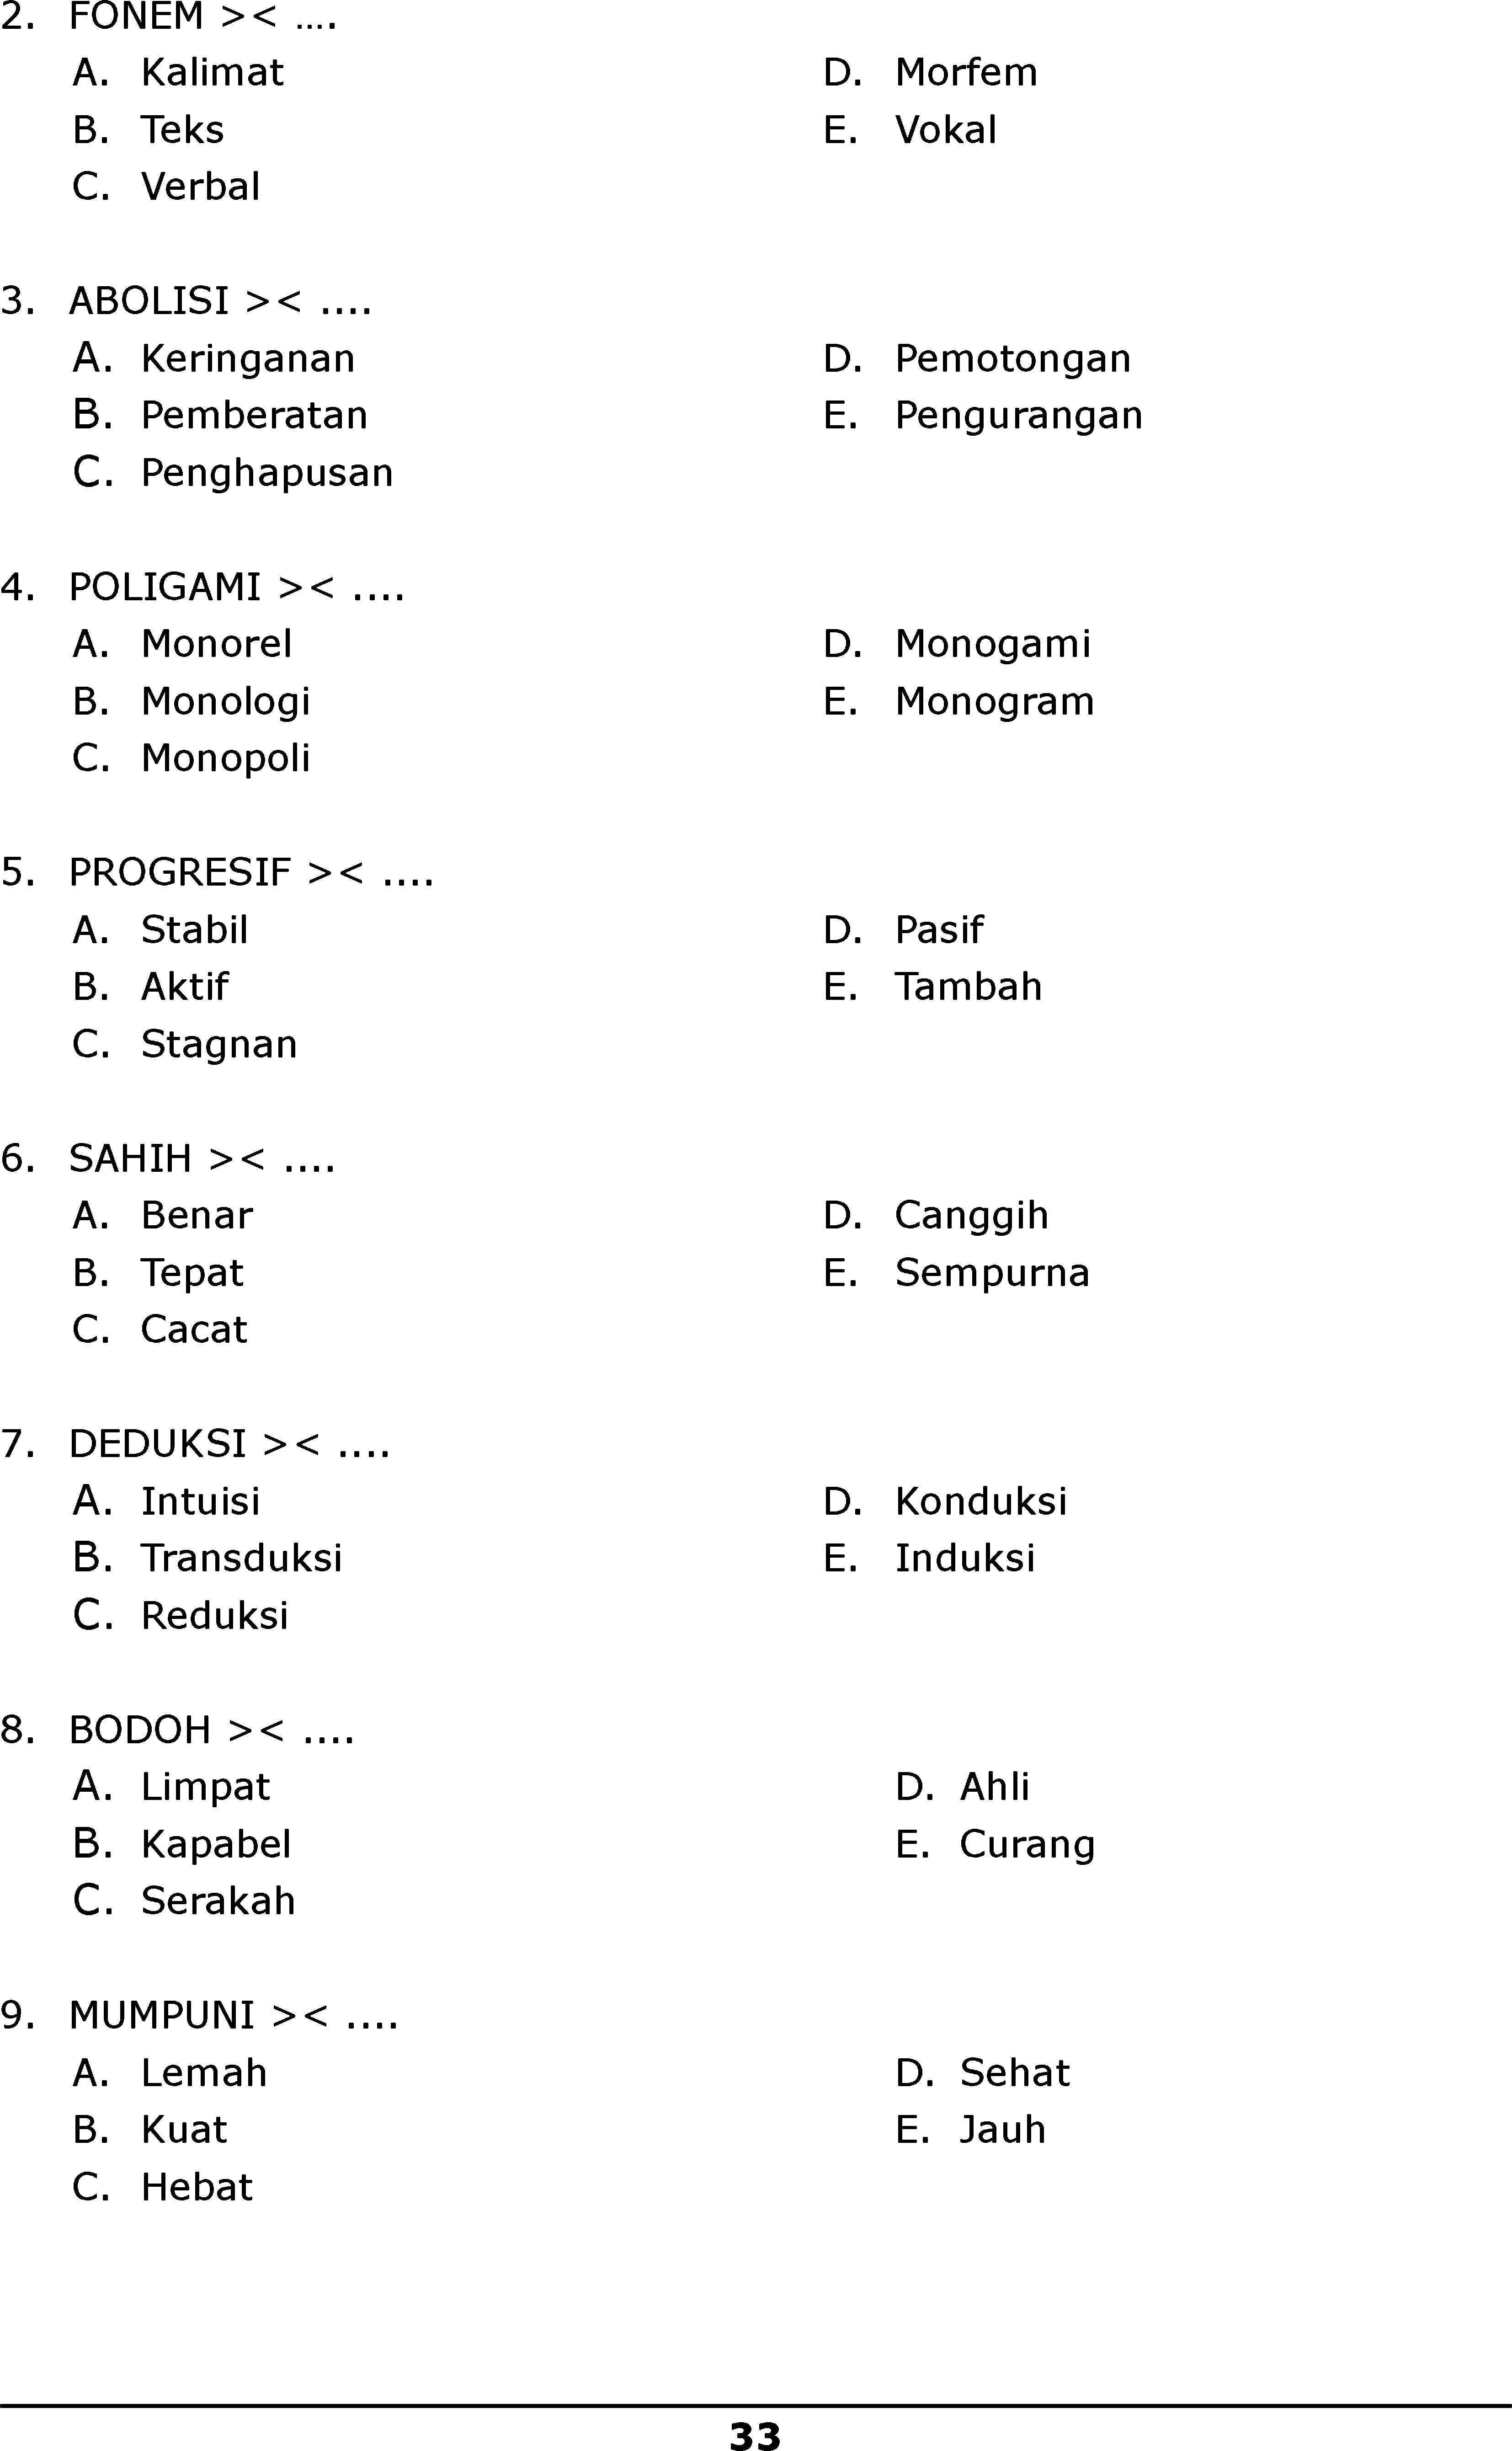 2. FONEM >< ....
A. Kalimat
B. Teks
C. Verbal
D. Morfem
E. Vokal
3. ABOLISI >< ....
A. Keringanan
B. Pemberatan
C. Penghapusan
D. Pemotongan
E. Pengurangan
4. POLIGAMI >< ....
A. Monorel
B. Monologi
C. Monopoli
D. Monogami
E. Monogram
5. PROGRESIF >< ....
A. Stabil
B. Aktif
C. Stagnan
D. Pasif
E. Tambah
6. SAHIH >< ....
A. Benar
B. Tepat
C. Cacat
D. Canggih
E. Sempurna
7. DEDUKSI >< ....
A. Intuisi
B. Transduksi
C. Reduksi
D. Konduksi
E. Induksi
8. BODOH >< ....
A. Limpat
B. Kapabel
C. Serakah
D. Ahli
E. Curang
9. MUMPUNI >< ....
A. Lemah
B. Kuat
C. Hebat
D. Sehat
E. Jauh
33